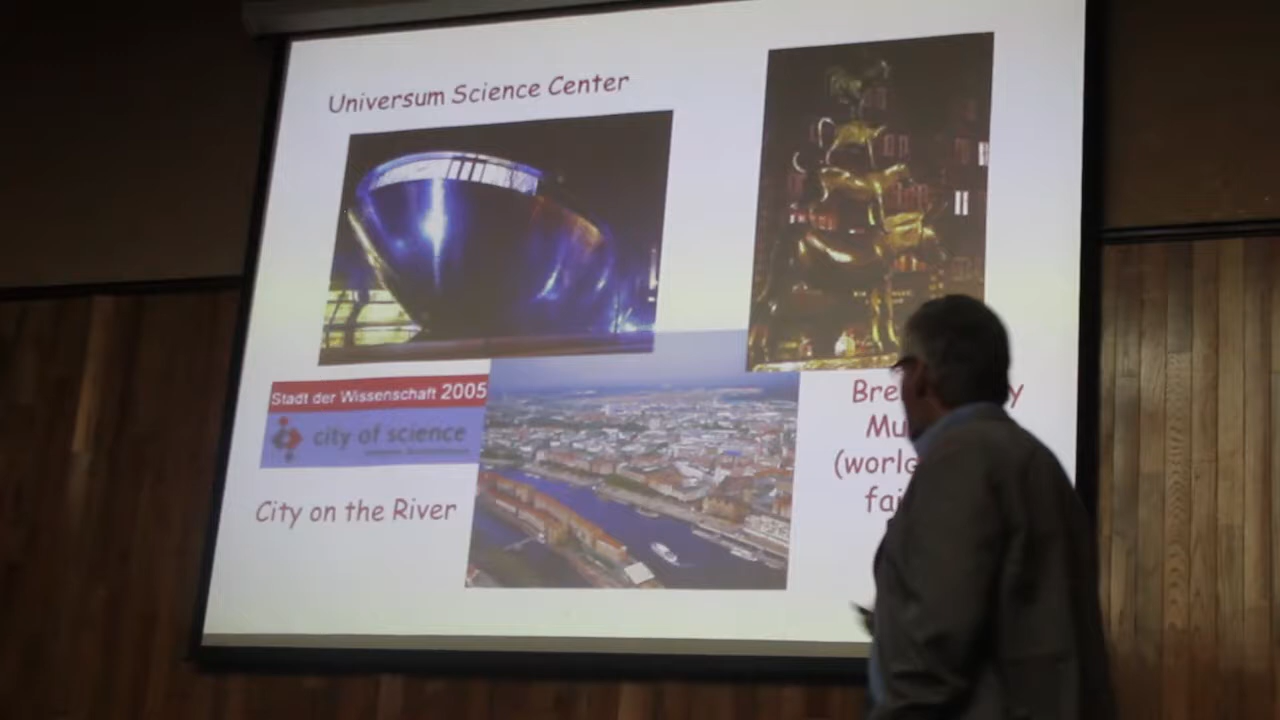 Universum Science Center
Stadt der Wissenschaft 2005
city of science
City on the River